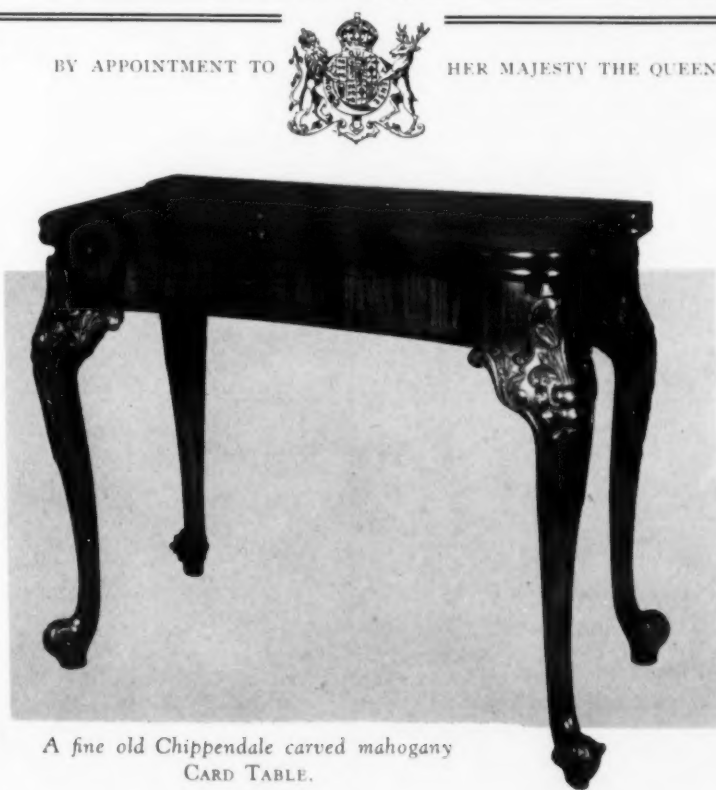 BY APPOINTMENT TO HER MAJESTY THE QUEEN
A fine old Chippendale carved mahogany
CARD TABLE.